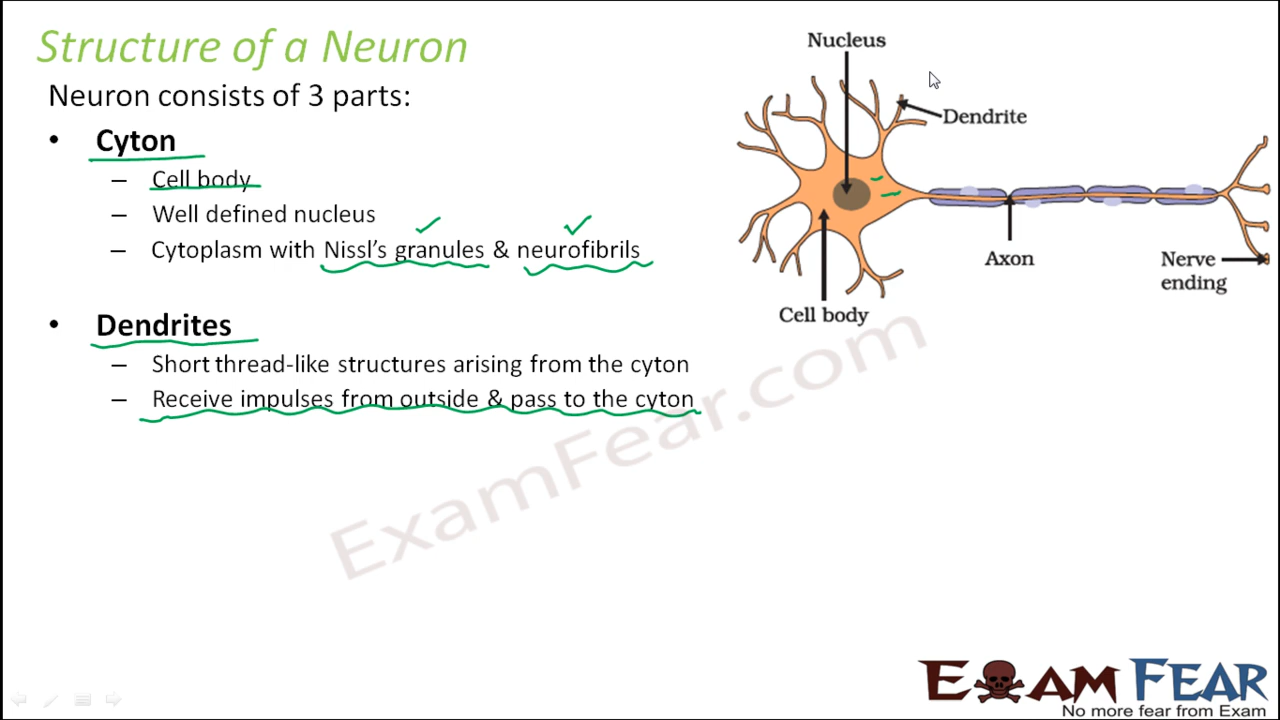 Structure of a Neuron
Neuron consists of 3 parts:
• Cyton
– Cell body
– Well defined nucleus
– Cytoplasm with Nissl’s granules & neurofibrils
• Dendrites
– Short thread-like structures arising from the cyton
– Receive impulses from outside & pass to the cyton
Nucleus
Dendrite
Axon
Nerve
ending
Cell body
ExamFear.com
EXAM FEAR
No more fear from Exam